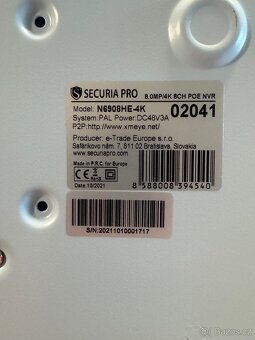 SECURIA PRO
8.0MP/4K 8CH POE NVR
Model: N6908HE-4K
02041
System:PAL Power:DC48V3A
P2P:http://www.xmeye.net/
Producer: e-Trade Europe s.r.o.
Šafárikovo nám. 7, 811 02 Bratislava, Slovakia
www.securiapro.com
Made in P.R.C. for Europe
CE
RoHS
Date: 10/2021
8 588008 394540
S/N:20211010001717